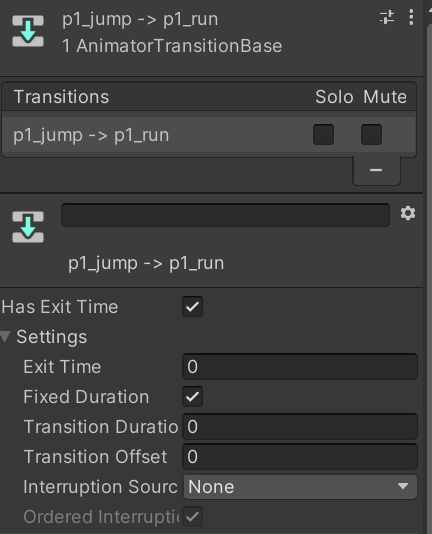 p1_jump -> p1_run
1 AnimatorTransitionBase
Transitions Solo Mute
p1_jump -> p1_run
p1_jump -> p1_run
Has Exit Time
Settings
Exit Time 0
Fixed Duration
Transition Duratio 0
Transition Offset 0
Interruption Sourc None
Ordered Interrupti